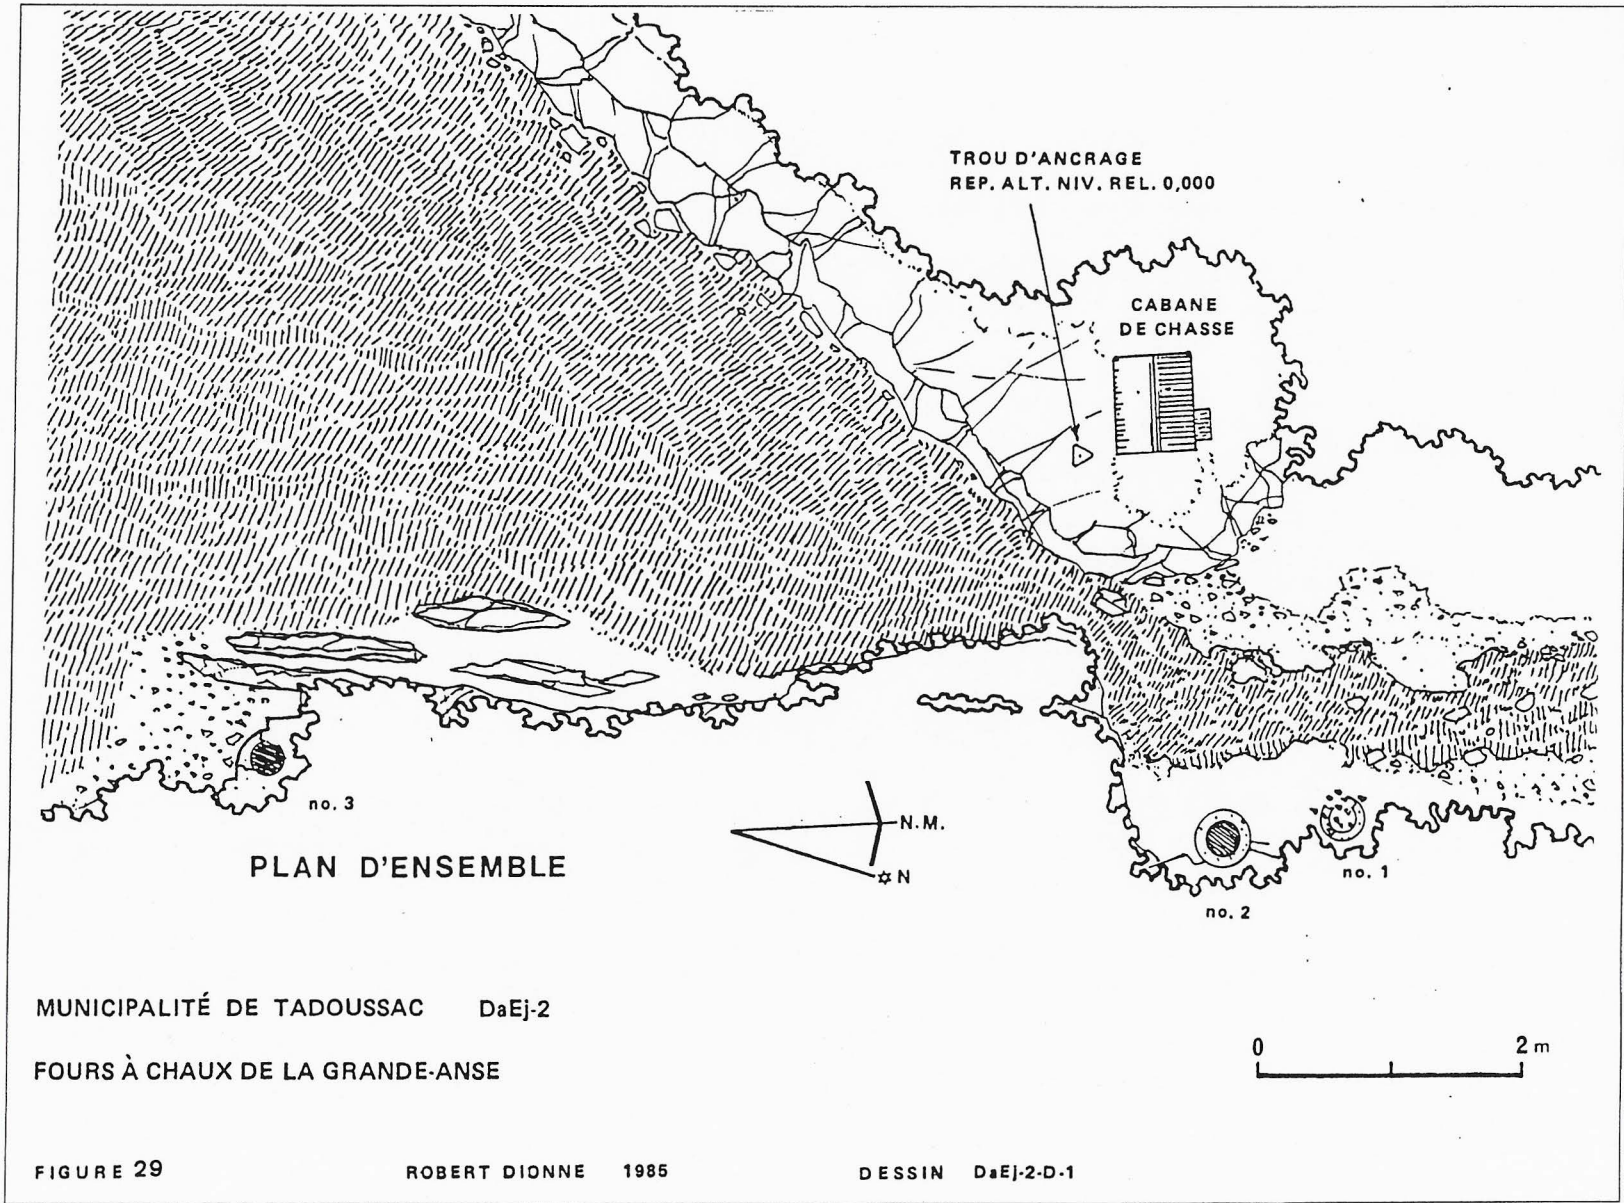 TROU D'ANCRAGE
REP. ALT. NIV. REL. 0,000
CABANE
DE CHASSE
no. 3
PLAN D'ENSEMBLE
N.M.
N
no. 1
no. 2
MUNICIPALITÉ DE TADOUSSAC DaEj-2
FOURS À CHAUX DE LA GRANDE-ANSE
0 2 m
FIGURE 29 ROBERT DIONNE 1985 DESSIN DaEj-2-D-1